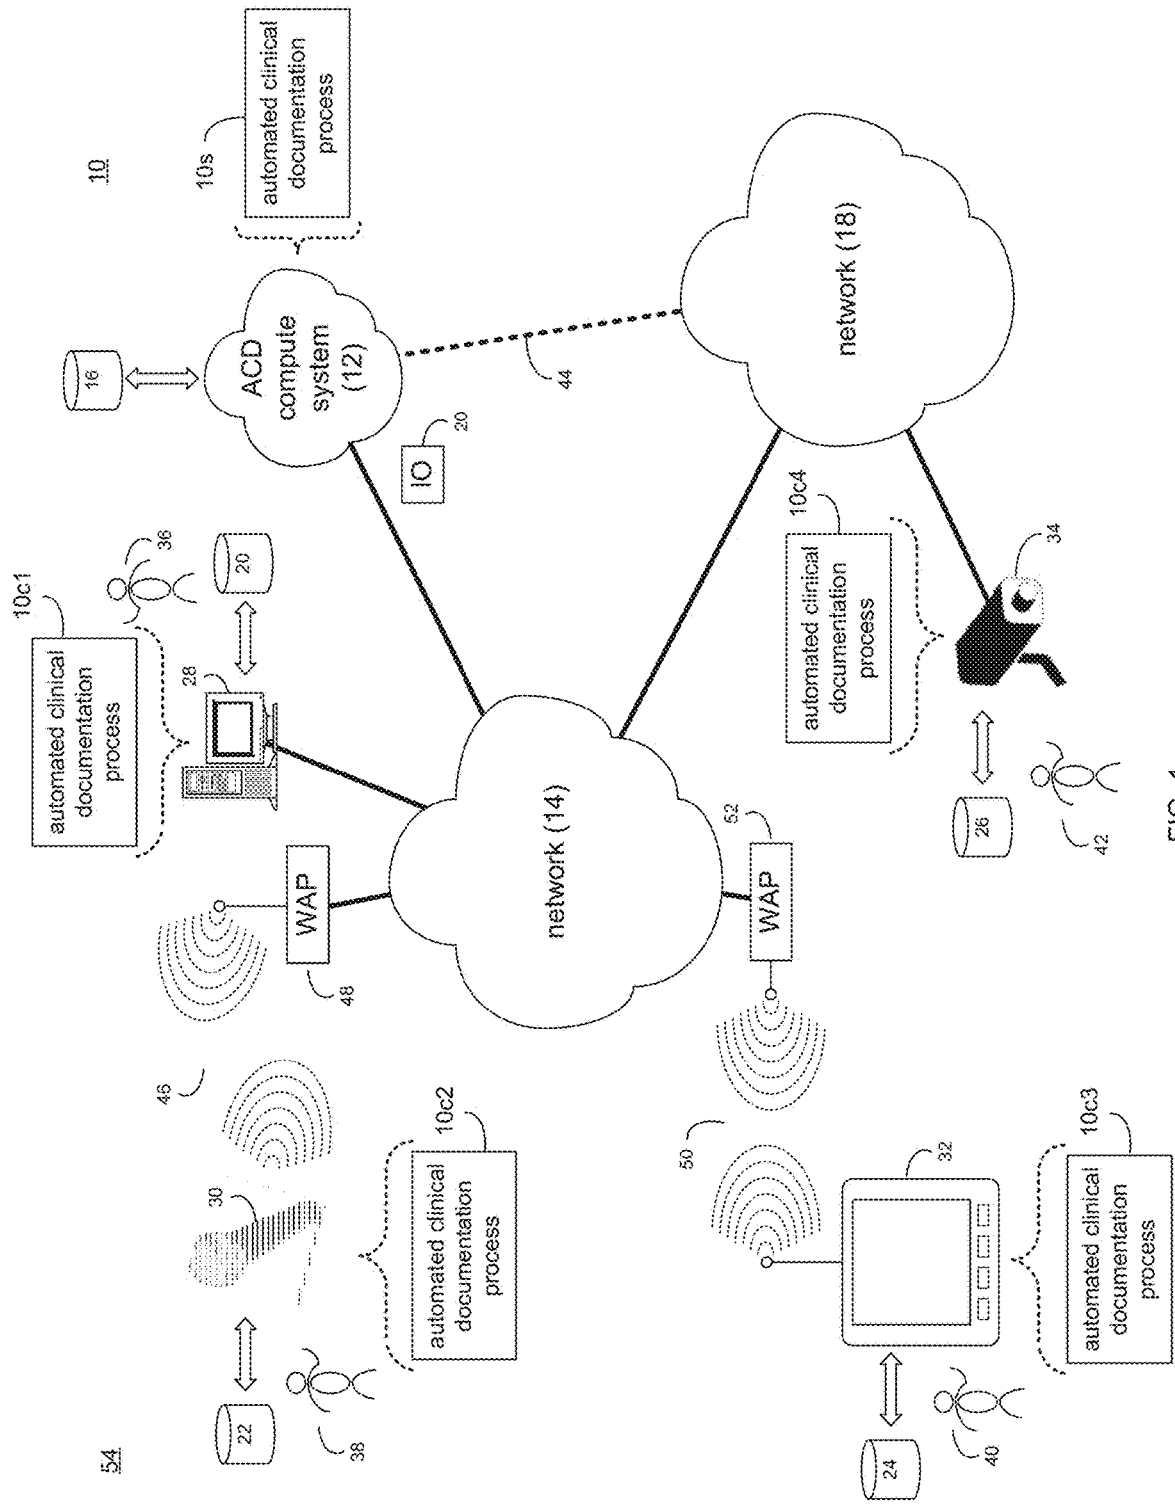 54
10
10c1
automated clinical
documentation
process
16
36
46
28
10s
automated clinical
documentation
process
30
22
20
ACD
compute
system
(12)
WAP
48
38
IO
20
10c2
automated clinical
documentation
process
44
network (14)
50
52
WAP
10c4
automated clinical
documentation
process
network (18)
24
32
40
26
34
42
10c3
automated clinical
documentation
process